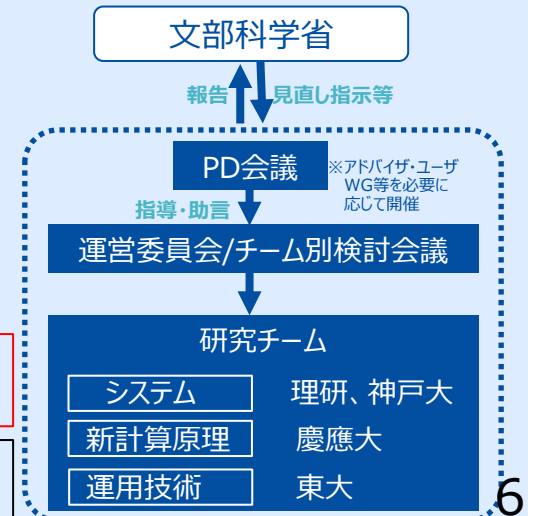 文部科学省
報告 見直し指示等
PD会議
※アドバイザ・ユーザ
WG等を必要に
応じて開催
指導・助言
運営委員会/チーム別検討会議
研究チーム
システム 理研、神戸大
新計算原理 慶應大
運用技術 東大
6